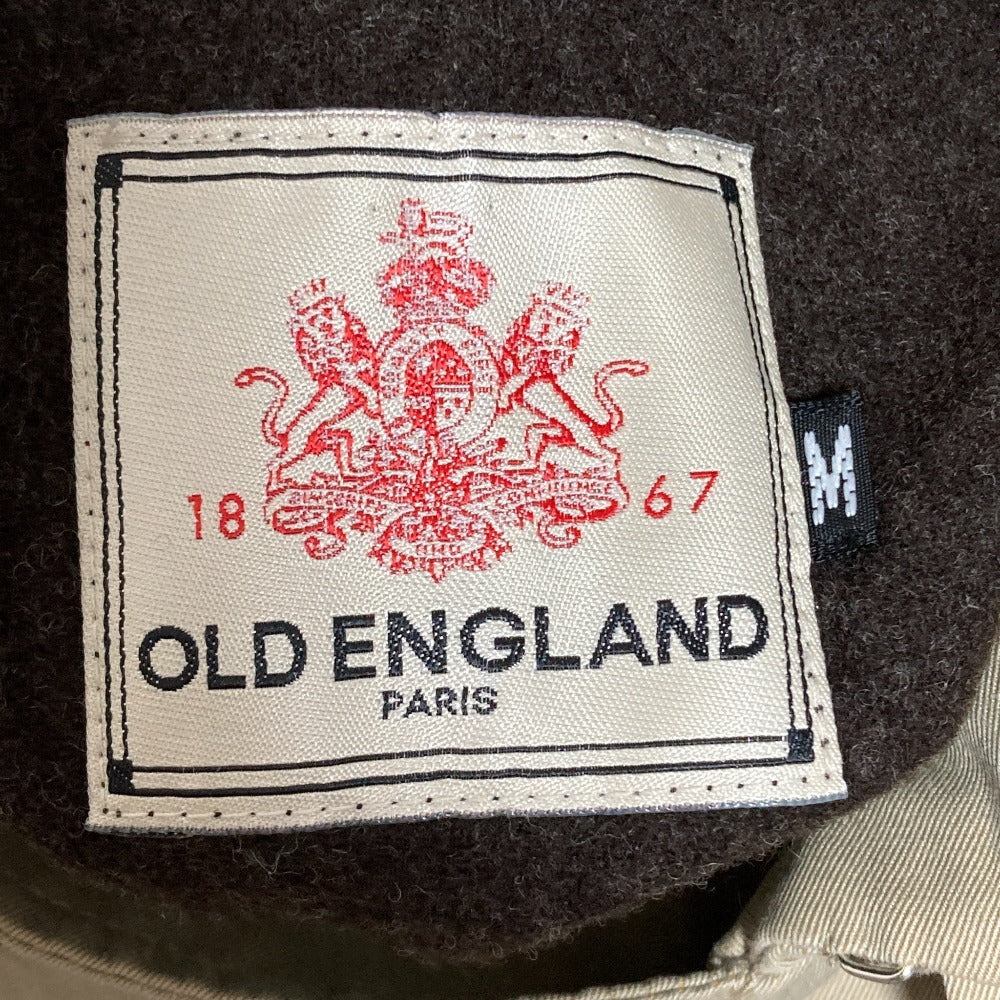 18 67
OLD ENGLAND
PARIS
M